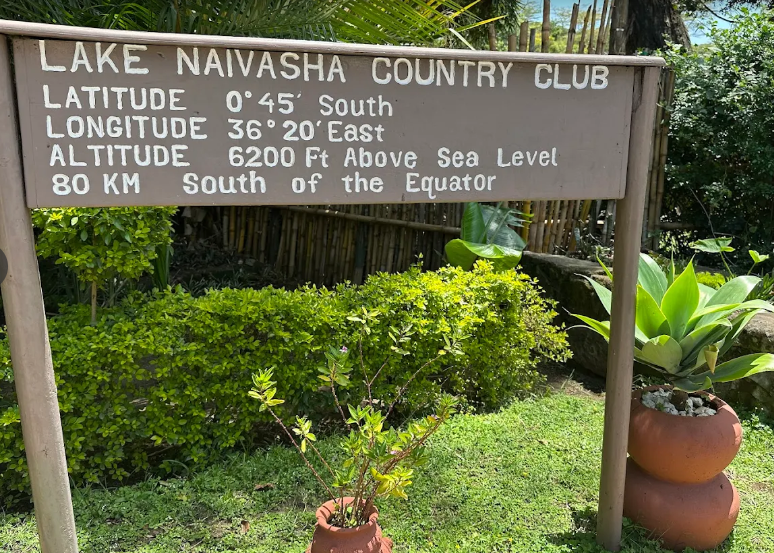 LAKE NAIVASHA COUNTRY CLUB
LATITUDE 0°45' South
LONGITUDE 36°20' East
ALTITUDE 6200 Ft Above Sea Level
80 KM South of the Equator